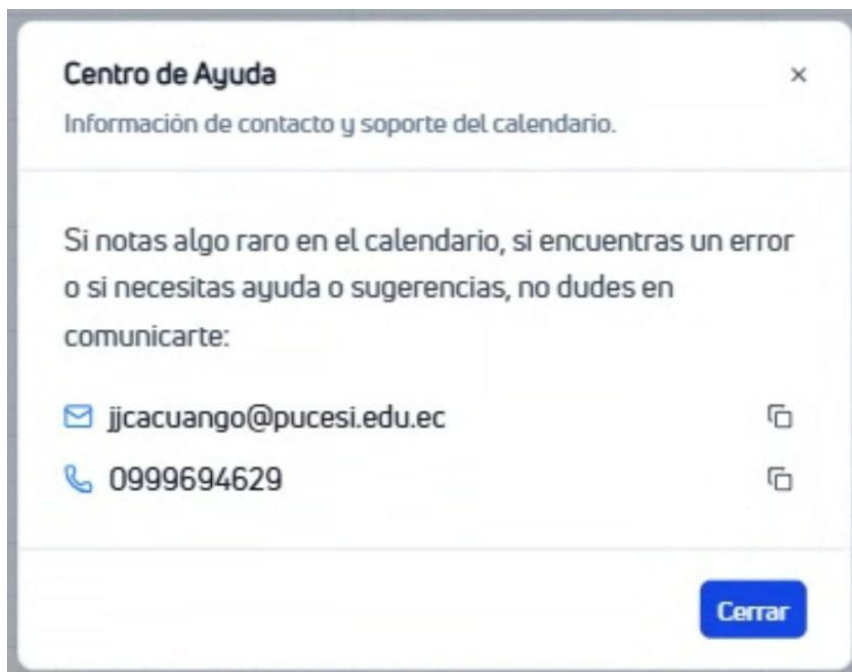 Centro de Ayuda
Información de contacto y soporte del calendario.
Si notas algo raro en el calendario, si encuentras un error
o si necesitas ayuda o sugerencias, no dudes en
comunicarte:
jjcacuango@pucesi.edu.ec
0999694629
Cerrar